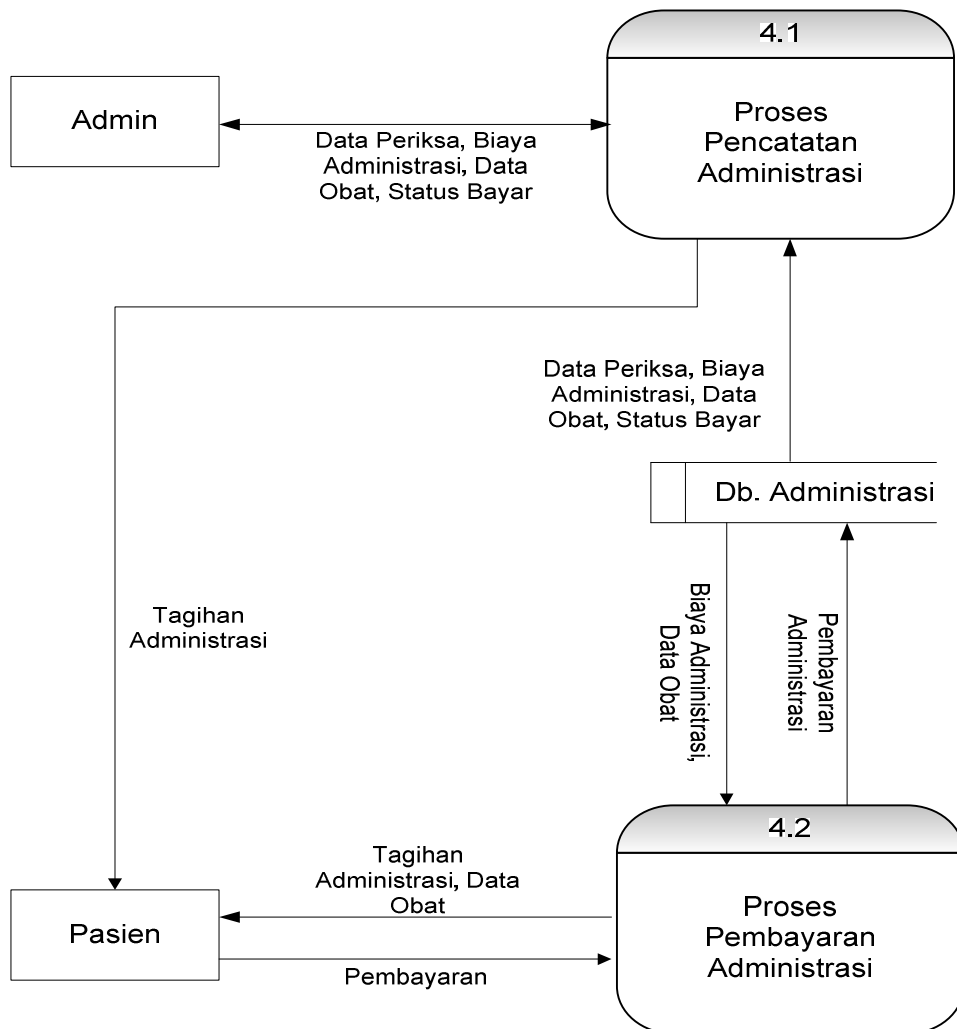 4.1
Admin
Proses
Pencatatan
Administrasi
Data Periksa, Biaya
Administrasi, Data
Obat, Status Bayar
Data Periksa, Biaya
Administrasi, Data
Obat, Status Bayar
Db. Administrasi
Tagihan
Administrasi
Biaya Administrasi,
Data Obat
Pembayaran
Administrasi
4.2
Tagihan
Administrasi, Data
Obat
Pasien
Proses
Pembayaran
Administrasi
Pembayaran